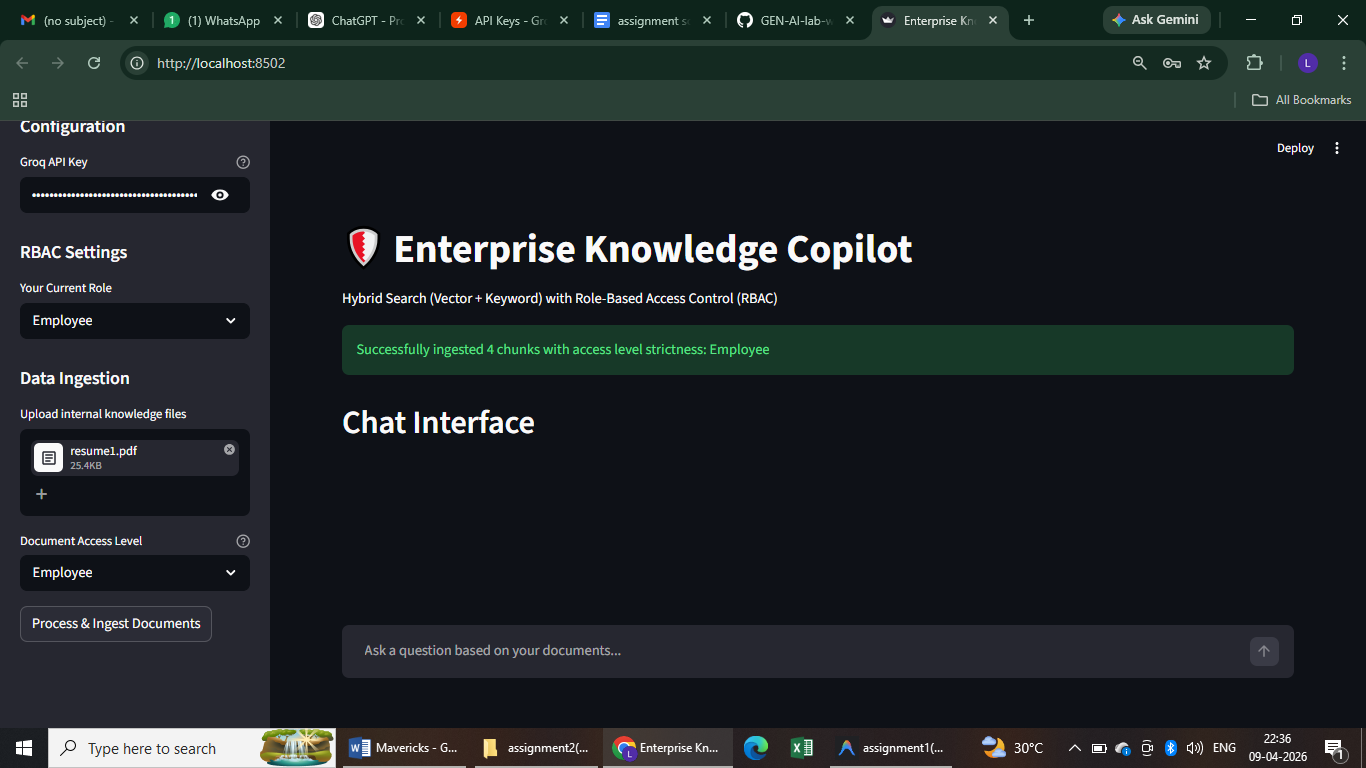 (no subject) -
(1) WhatsApp
ChatGPT - Pro
API Keys - Gro
assignment so
GEN-AI-lab-w
Enterprise Kn
Ask Gemini
http://localhost:8502
L
All Bookmarks
Configuration
Groq API Key
RBAC Settings
Your Current Role
Employee
Data Ingestion
Upload internal knowledge files
resume1.pdf
25.4KB
Document Access Level
Employee
Process & Ingest Documents
Deploy
Enterprise Knowledge Copilot
Hybrid Search (Vector + Keyword) with Role-Based Access Control (RBAC)
Successfully ingested 4 chunks with access level strictness: Employee
Chat Interface
Ask a question based on your documents...
Type here to search
Mavericks - G...
assignment2(...
Enterprise Kn...
assignment1(...
30°C
ENG
22:36
09-04-2026
1